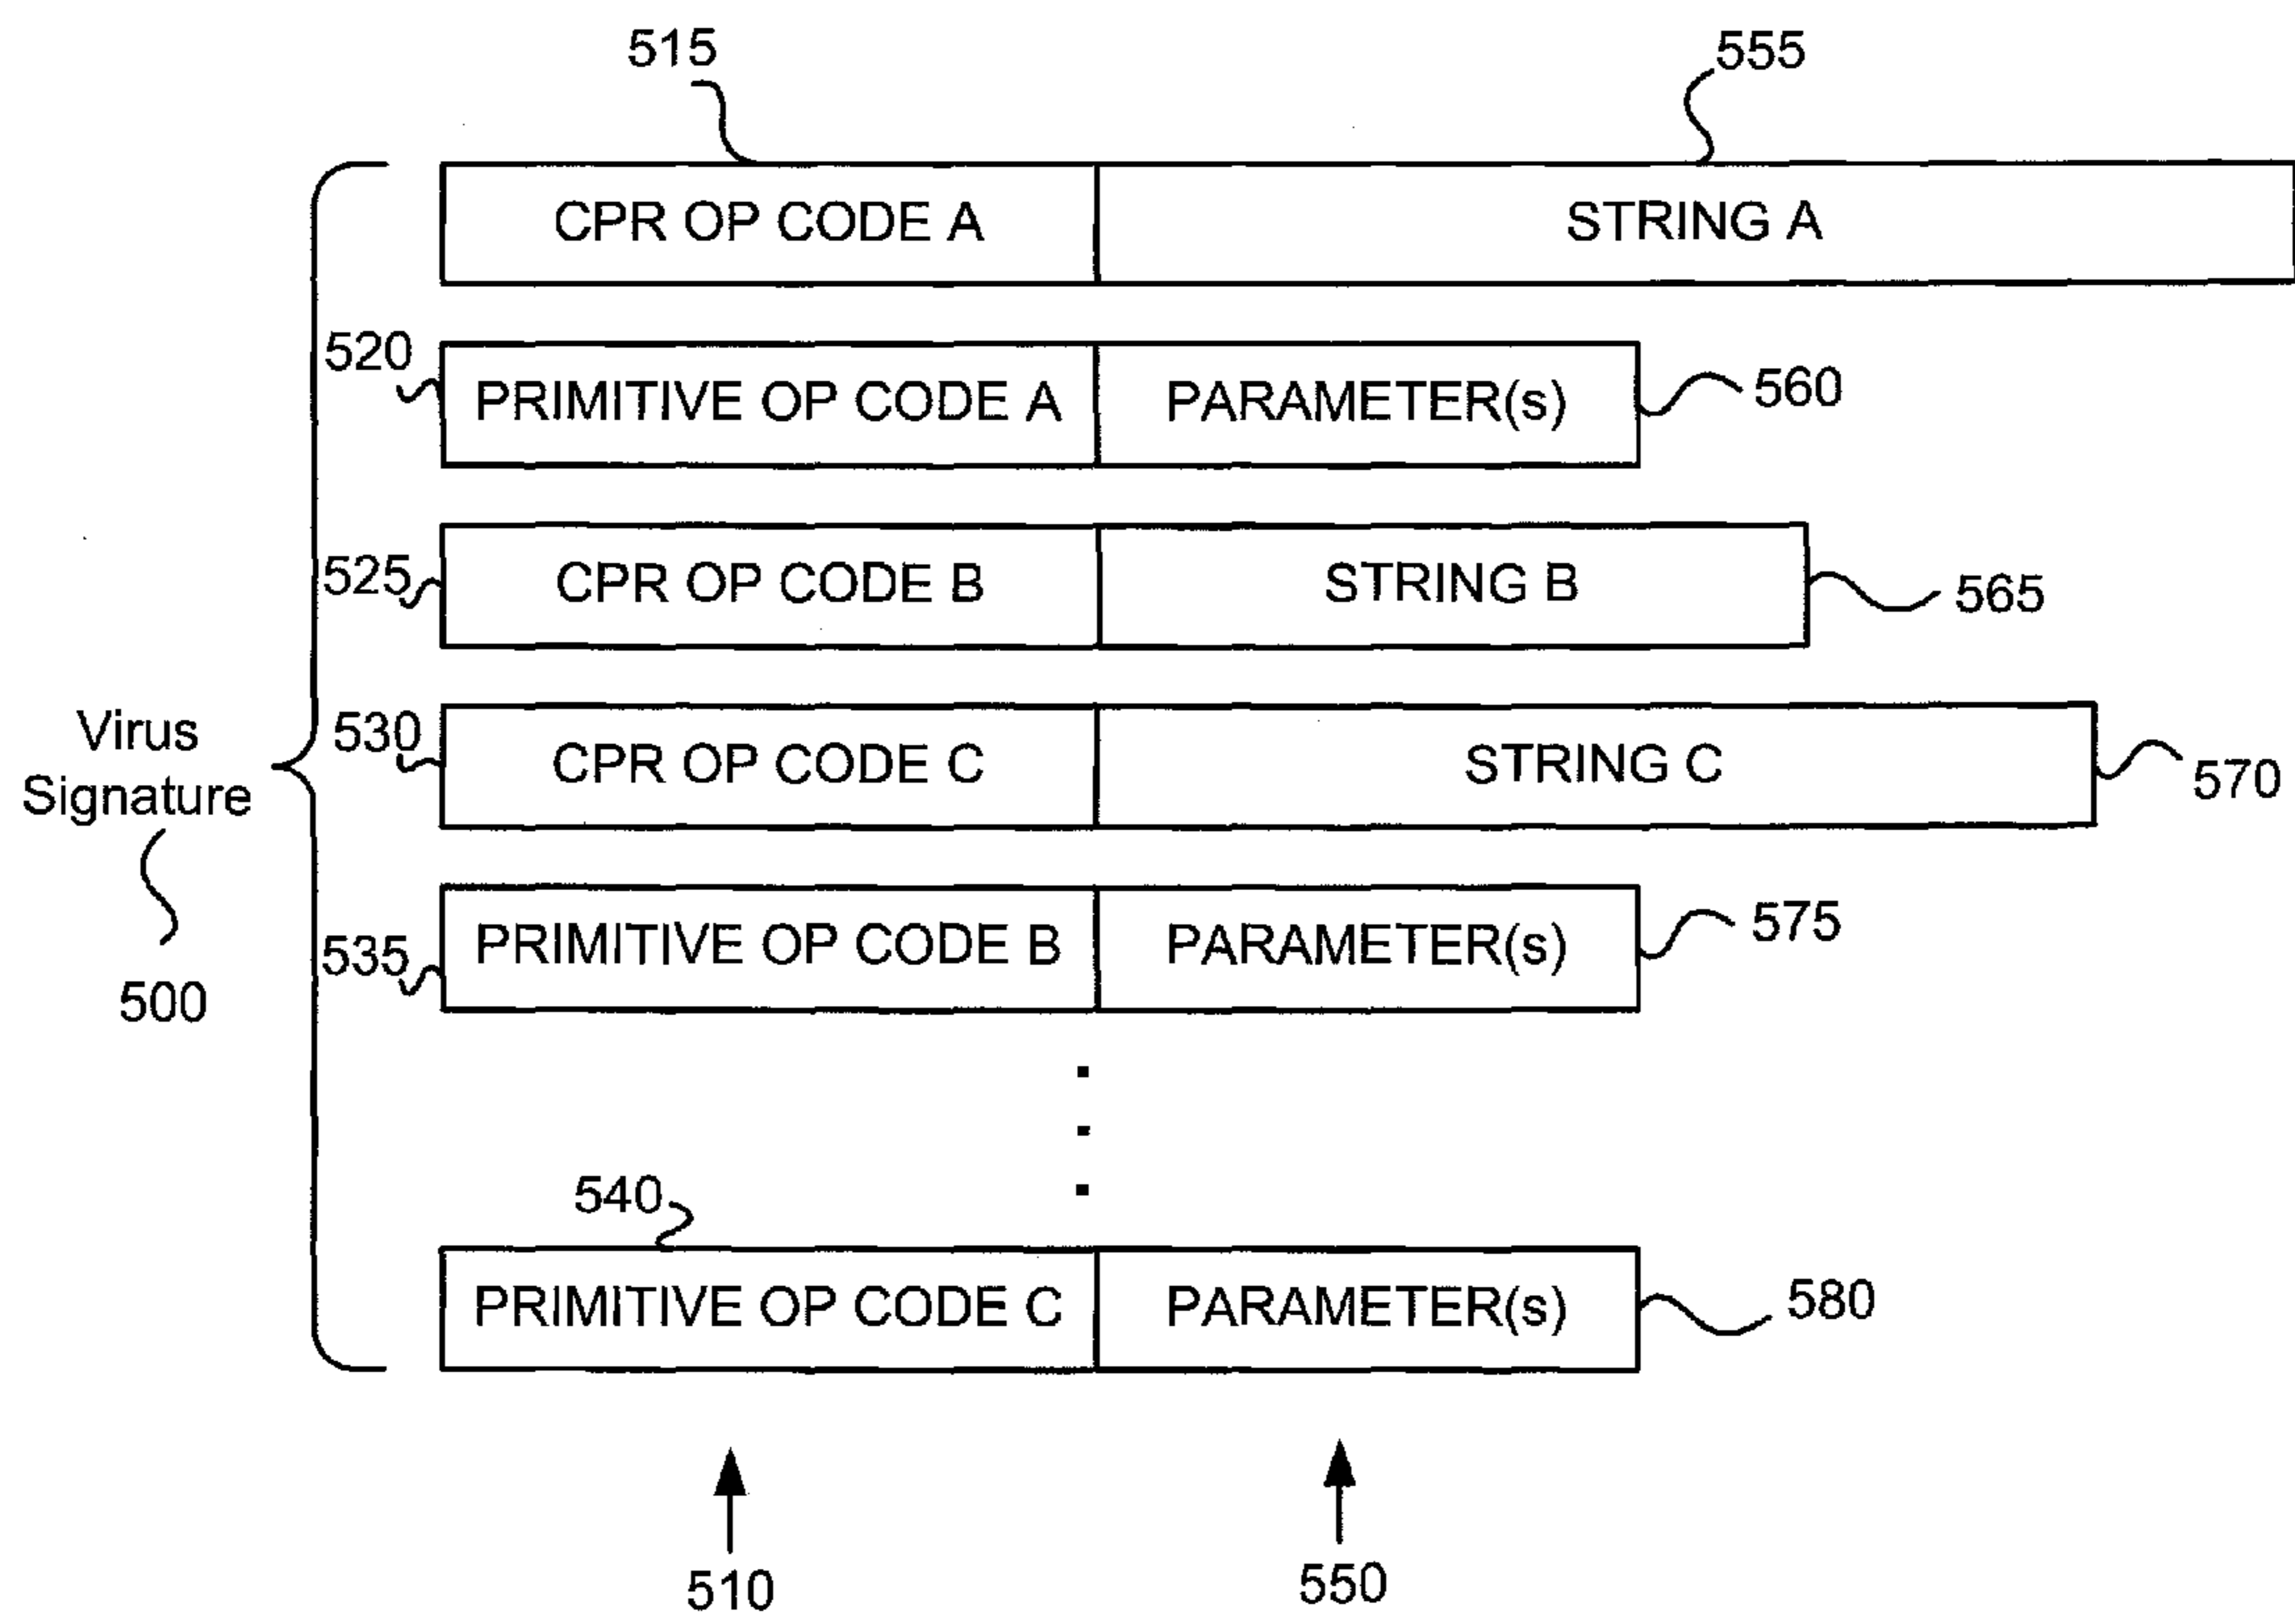 515
555
CPR OP CODE A STRING A
520
PRIMITIVE OP CODE A PARAMETER(s)
560
525
CPR OP CODE B STRING B
565
Virus
Signature
500
530
CPR OP CODE C STRING C
570
535
PRIMITIVE OP CODE B PARAMETER(s)
575
540
PRIMITIVE OP CODE C PARAMETER(s)
580
510
550